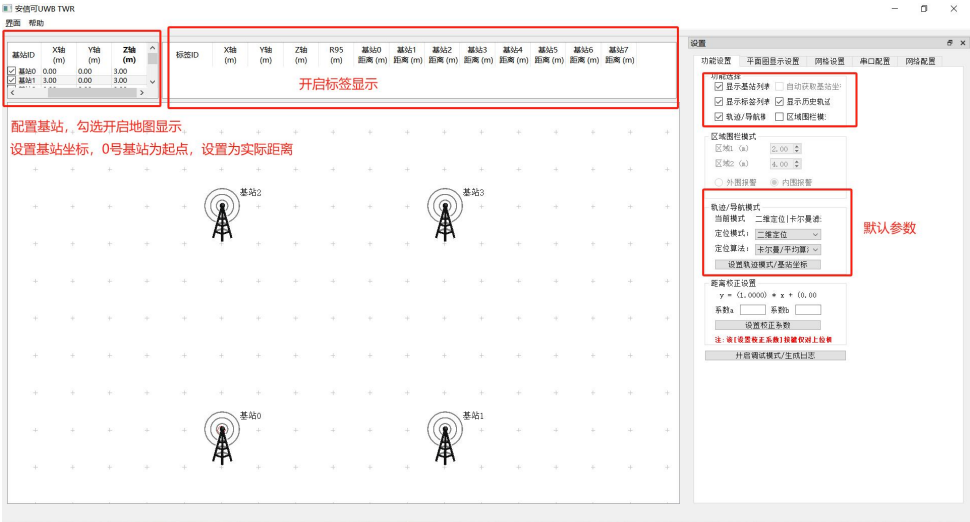 安信可UWB TWR
界面 帮助
基站ID X轴(m) Y轴(m) Z轴(m)
基站0 0.00 0.00 3.00
基站1 3.00 0.00 3.00
标签ID X轴(m) Y轴(m) Z轴(m) R95 基站0距离(m) 基站1距离(m) 基站2距离(m) 基站3距离(m) 基站4距离(m) 基站5距离(m) 基站6距离(m) 基站7距离(m)
开启标签显示
配置基站，勾选开启地图显示
设置基站坐标，0号基站为起点，设置为实际距离
基站2
基站3
基站0
基站1
设置
功能设置 平面图显示设置 网格设置 串口配置 网络配置
功能选择
显示基站列表 自动获取基站坐
显示标签列表 显示历史轨迹
轨迹/导航模 区域围栏模
区域围栏模式
区域1 (m) 2.00
区域2 (m) 4.00
外围报警 内围报警
轨迹/导航模式
当前模式 二维定位|卡尔曼滤
定位模式： 二维定位
定位算法： 卡尔曼/平均算
设置轨迹模式/基站坐标
默认参数
距离校正设置
y = (1.0000) * x + (0.00
系数a 系数b
设置校正系数
注：该[设置校正系数]按键仅对上位机
开启调试模式/生成日志